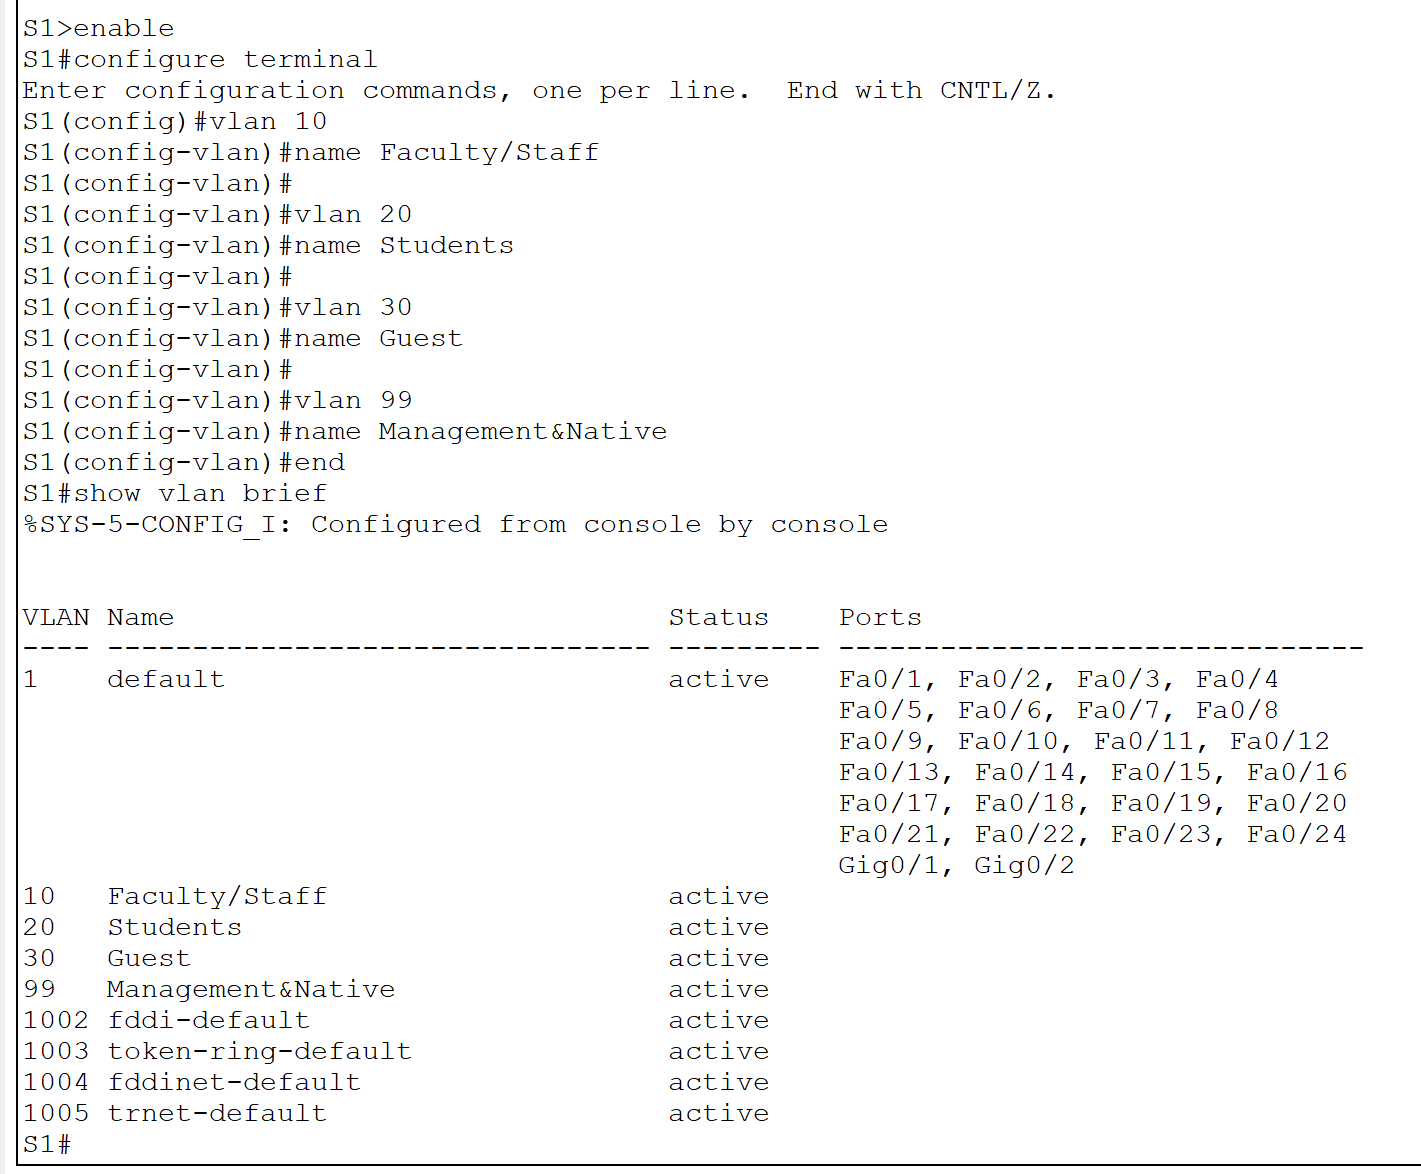 S1>enable
S1#configure terminal
Enter configuration commands, one per line.  End with CNTL/Z.
S1(config)#vlan 10
S1(config-vlan)#name Faculty/Staff
S1(config-vlan)#
S1(config-vlan)#vlan 20
S1(config-vlan)#name Students
S1(config-vlan)#
S1(config-vlan)#vlan 30
S1(config-vlan)#name Guest
S1(config-vlan)#
S1(config-vlan)#vlan 99
S1(config-vlan)#name Management&Native
S1(config-vlan)#end
S1#show vlan brief
%SYS-5-CONFIG_I: Configured from console by console
VLAN Name                             Status    Ports
---- -------------------------------- --------- -------------------------------
1    default                          active    Fa0/1, Fa0/2, Fa0/3, Fa0/4
                                                Fa0/5, Fa0/6, Fa0/7, Fa0/8
                                                Fa0/9, Fa0/10, Fa0/11, Fa0/12
                                                Fa0/13, Fa0/14, Fa0/15, Fa0/16
                                                Fa0/17, Fa0/18, Fa0/19, Fa0/20
                                                Fa0/21, Fa0/22, Fa0/23, Fa0/24
                                                Gig0/1, Gig0/2
10   Faculty/Staff                    active
20   Students                         active
30   Guest                            active
99   Management&Native                active
1002 fddi-default                     active
1003 token-ring-default               active
1004 fddinet-default                  active
1005 trnet-default                    active
S1#